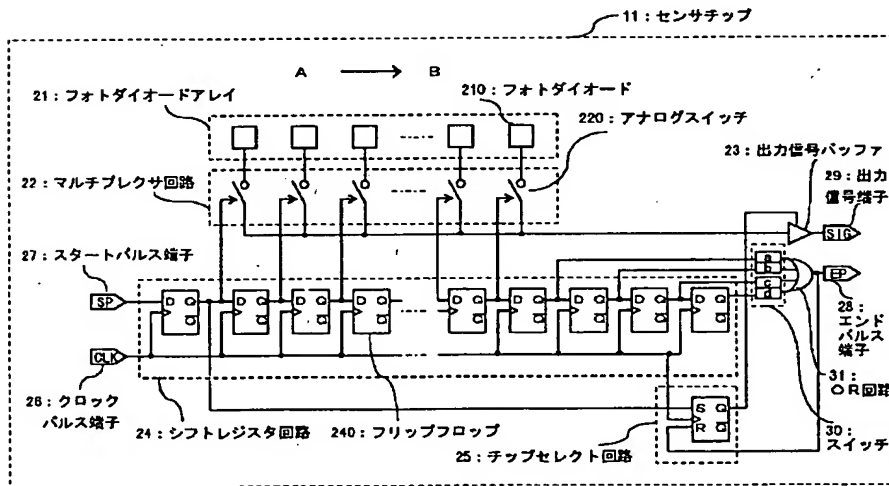 11：センサチップ
A → B
21：フォトダイオードアレイ
210：フォトダイオード
220：アナログスイッチ
23：出力信号バッファ
22：マルチプレクサ回路
29：出力
信号端子
SIG
27：スタートパルス端子
a
b
c
d
EP
SP
D Q Q
D Q Q
D Q Q
D Q Q
D Q Q
D Q Q
D Q Q
D Q Q
D Q Q
28：
エンド
パルス
端子
CLK
31：
OR回路
26：クロック
パルス端子
24：シフトレジスタ回路
240：フリップフロップ
S Q
R Q
25：チップセレクト回路
30：
スイッチ